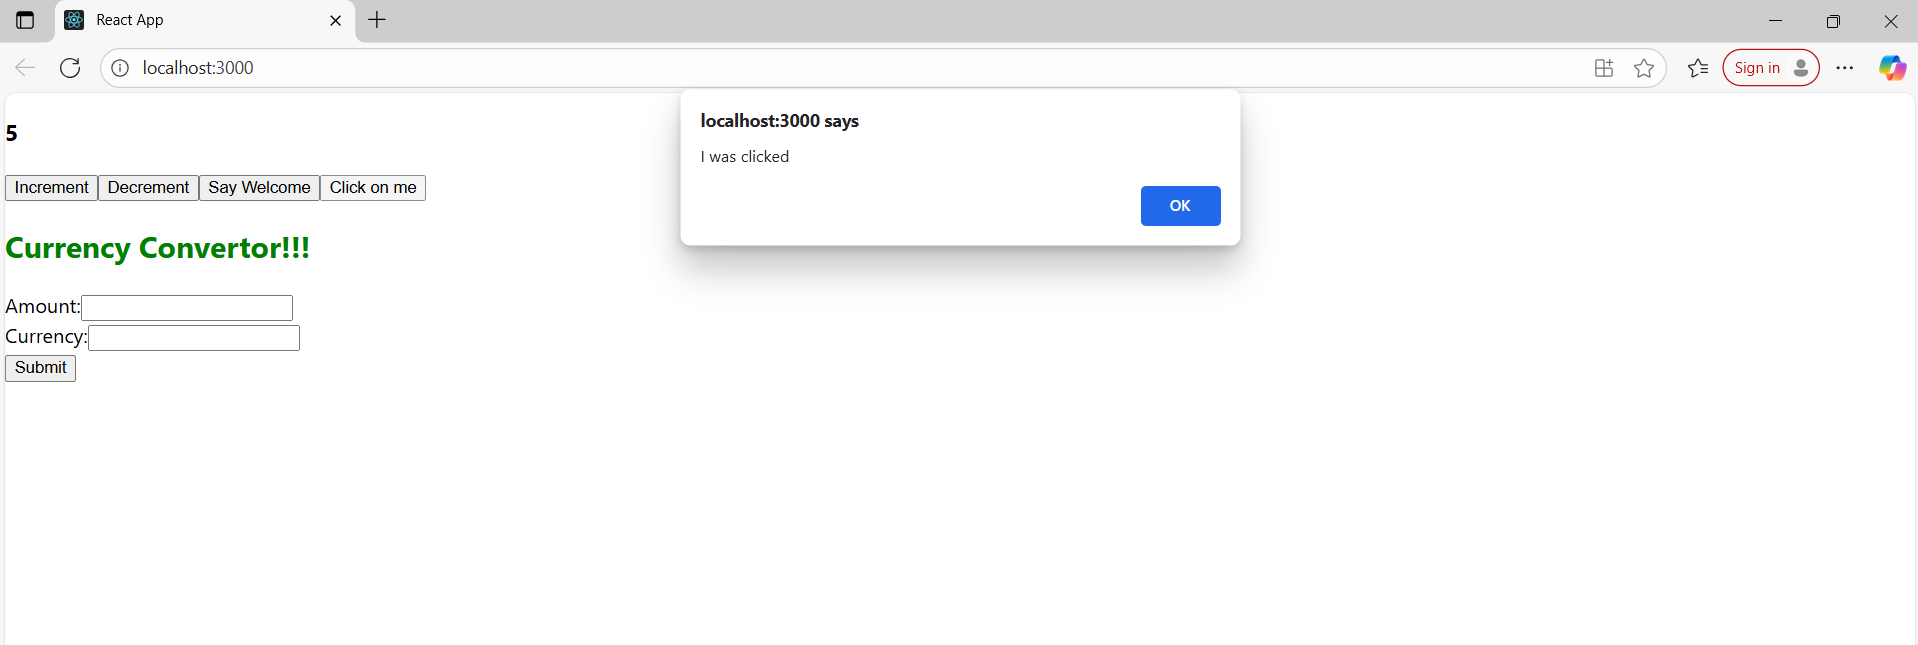 React App
localhost:3000
Sign in
localhost:3000 says
I was clicked
OK
5
Increment Decrement Say Welcome Click on me
Currency Convertor!!!
Amount:
Currency:
Submit